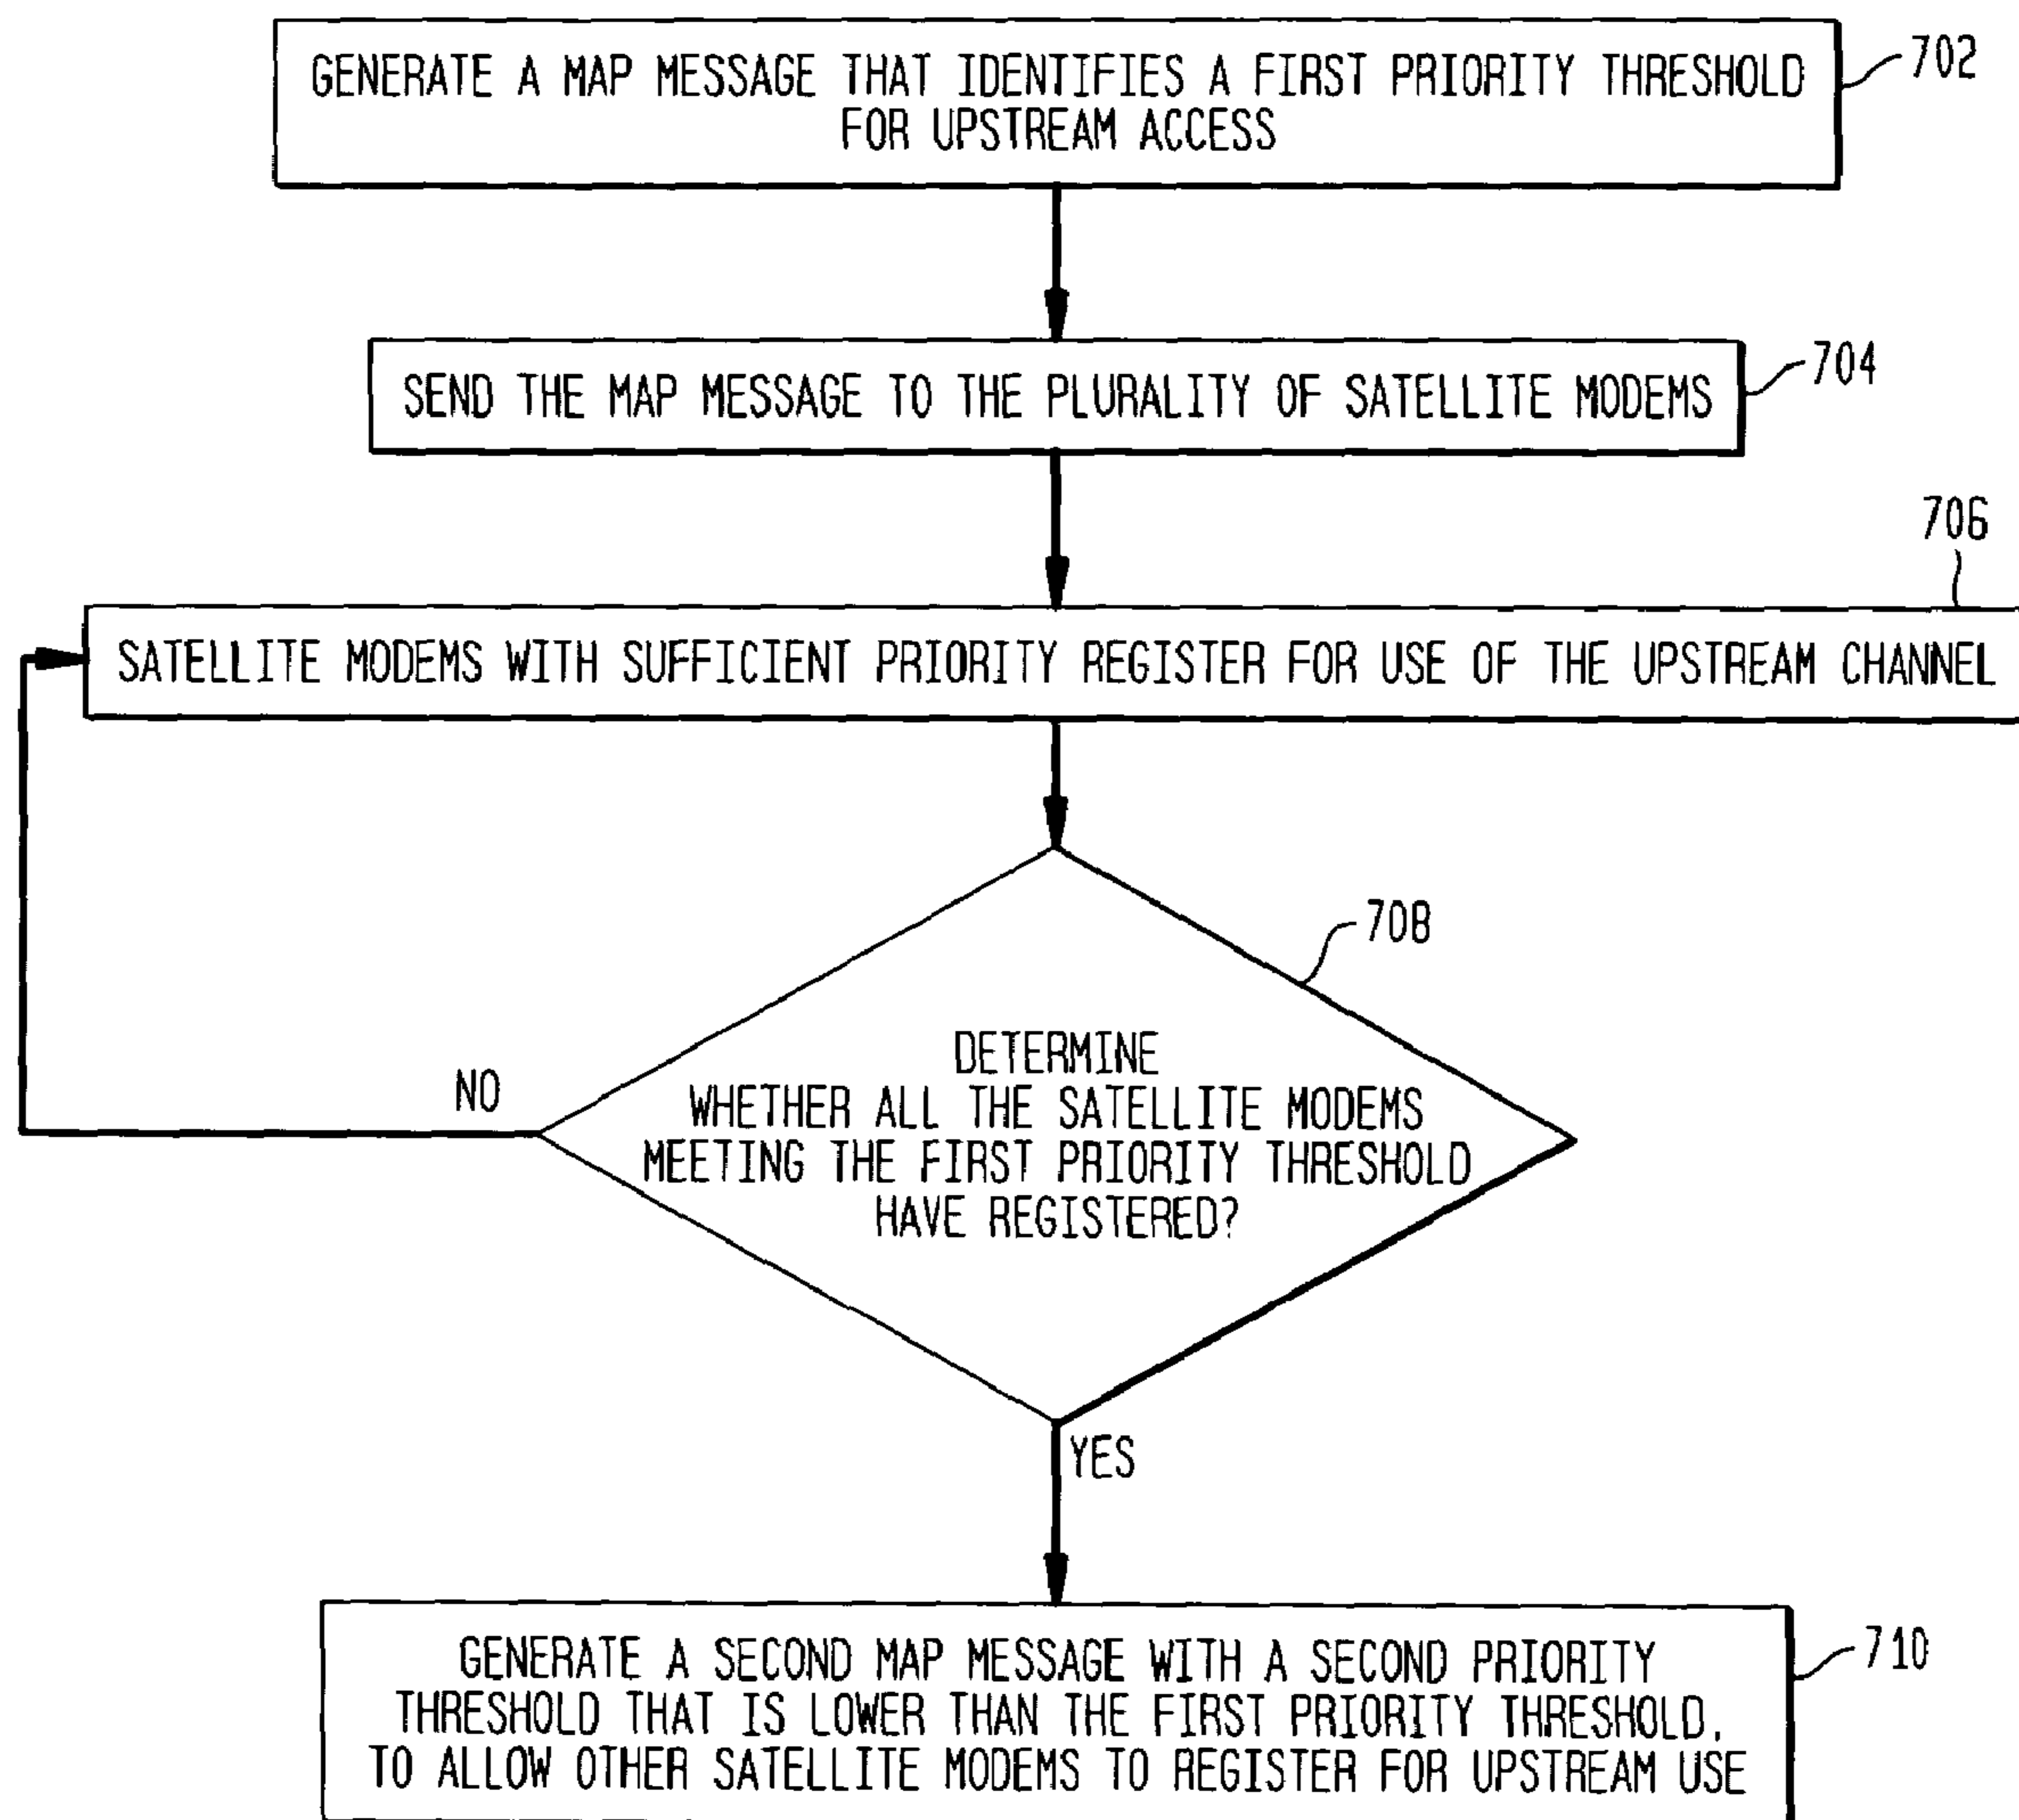 GENERATE A MAP MESSAGE THAT IDENTIFIES A FIRST PRIORITY THRESHOLD
FOR UPSTREAM ACCESS
702
SEND THE MAP MESSAGE TO THE PLURALITY OF SATELLITE MODEMS
704
706
SATELLITE MODEMS WITH SUFFICIENT PRIORITY REGISTER FOR USE OF THE UPSTREAM CHANNEL
708
DETERMINE
WHETHER ALL THE SATELLITE MODEMS
MEETING THE FIRST PRIORITY THRESHOLD
HAVE REGISTERED?
NO
YES
GENERATE A SECOND MAP MESSAGE WITH A SECOND PRIORITY
THRESHOLD THAT IS LOWER THAN THE FIRST PRIORITY THRESHOLD,
TO ALLOW OTHER SATELLITE MODEMS TO REGISTER FOR UPSTREAM USE
710